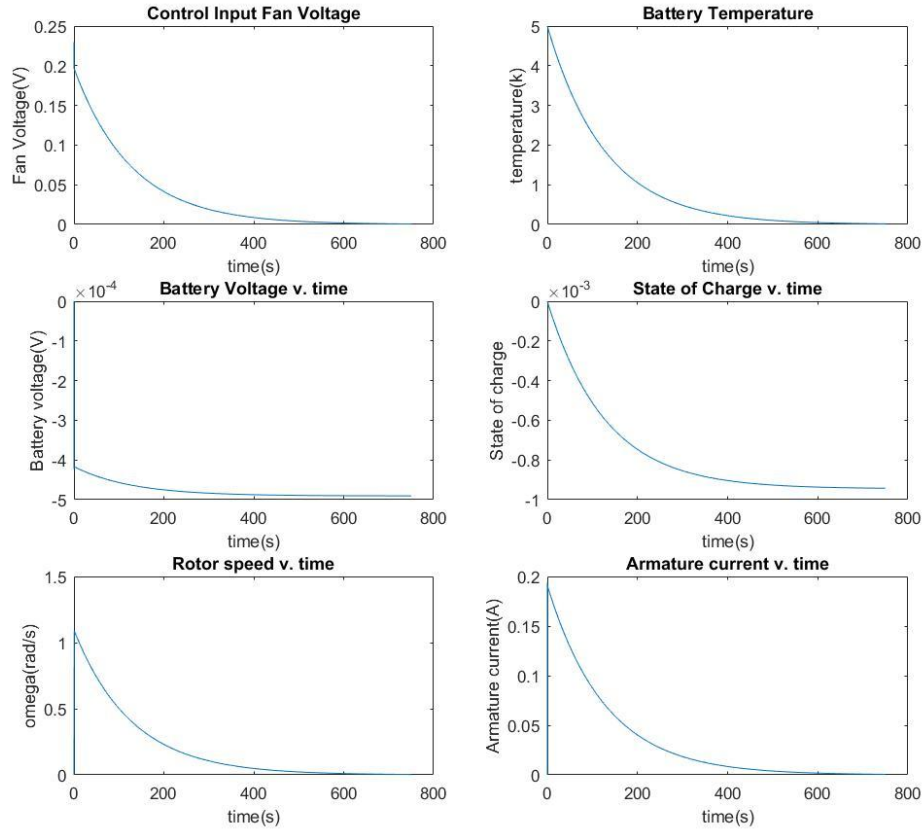 Control Input Fan Voltage
0.25
0.2
0.15
0.1
0.05
0
Fan Voltage(V)
0 200 400 600 800
time(s)
Battery Temperature
5
4
3
2
1
0
temperature(k)
0 200 400 600 800
time(s)
Battery Voltage v. time
×10-4
0
-1
-2
-3
-4
-5
Battery voltage(V)
0 200 400 600 800
time(s)
State of Charge v. time
×10-3
0
-0.2
-0.4
-0.6
-0.8
-1
State of charge
0 200 400 600 800
time(s)
Rotor speed v. time
1.5
1
0.5
0
omega(rad/s)
0 200 400 600 800
time(s)
Armature current v. time
0.2
0.15
0.1
0.05
0
Armature current(A)
0 200 400 600 800
time(s)